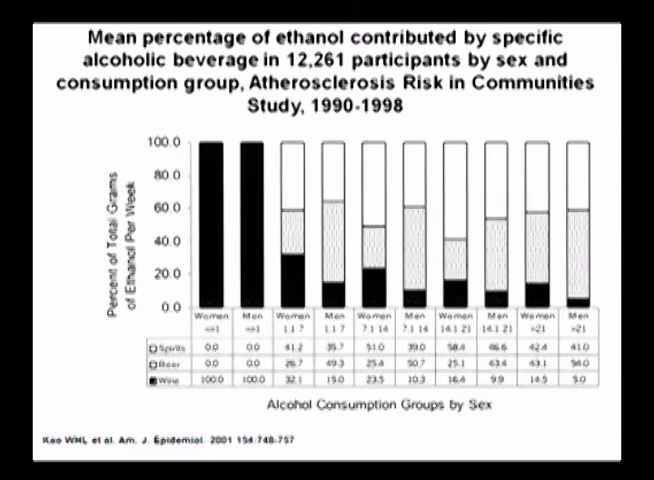 Mean percentage of ethanol contributed by specific
alcoholic beverage in 12,261 participants by sex and
consumption group, Atherosclerosis Risk in Communities
Study, 1990-1998
Percent of Total Grams
of Ethanol Per Week
100.0
80.0
60.0
40.0
20.0
0.0
Women Men Women Men Women Men Women Men Women Men
<=1 <=1 1.1-7 1.1-7 7.1-14 7.1-14 14.1-21 14.1-21 >21 >21
Spirits 0.0 0.0 41.2 35.7 51.0 39.0 58.4 42.4 41.0
Beer 0.0 0.0 26.7 49.3 25.4 50.7 25.1 43.1 54.0
Wine 100.0 100.0 32.1 15.0 23.5 10.3 16.4 9.9 14.5 5.0
Alcohol Consumption Groups by Sex
Kao WHL, et al. Am. J. Epidemiol. 2001 154:748-757